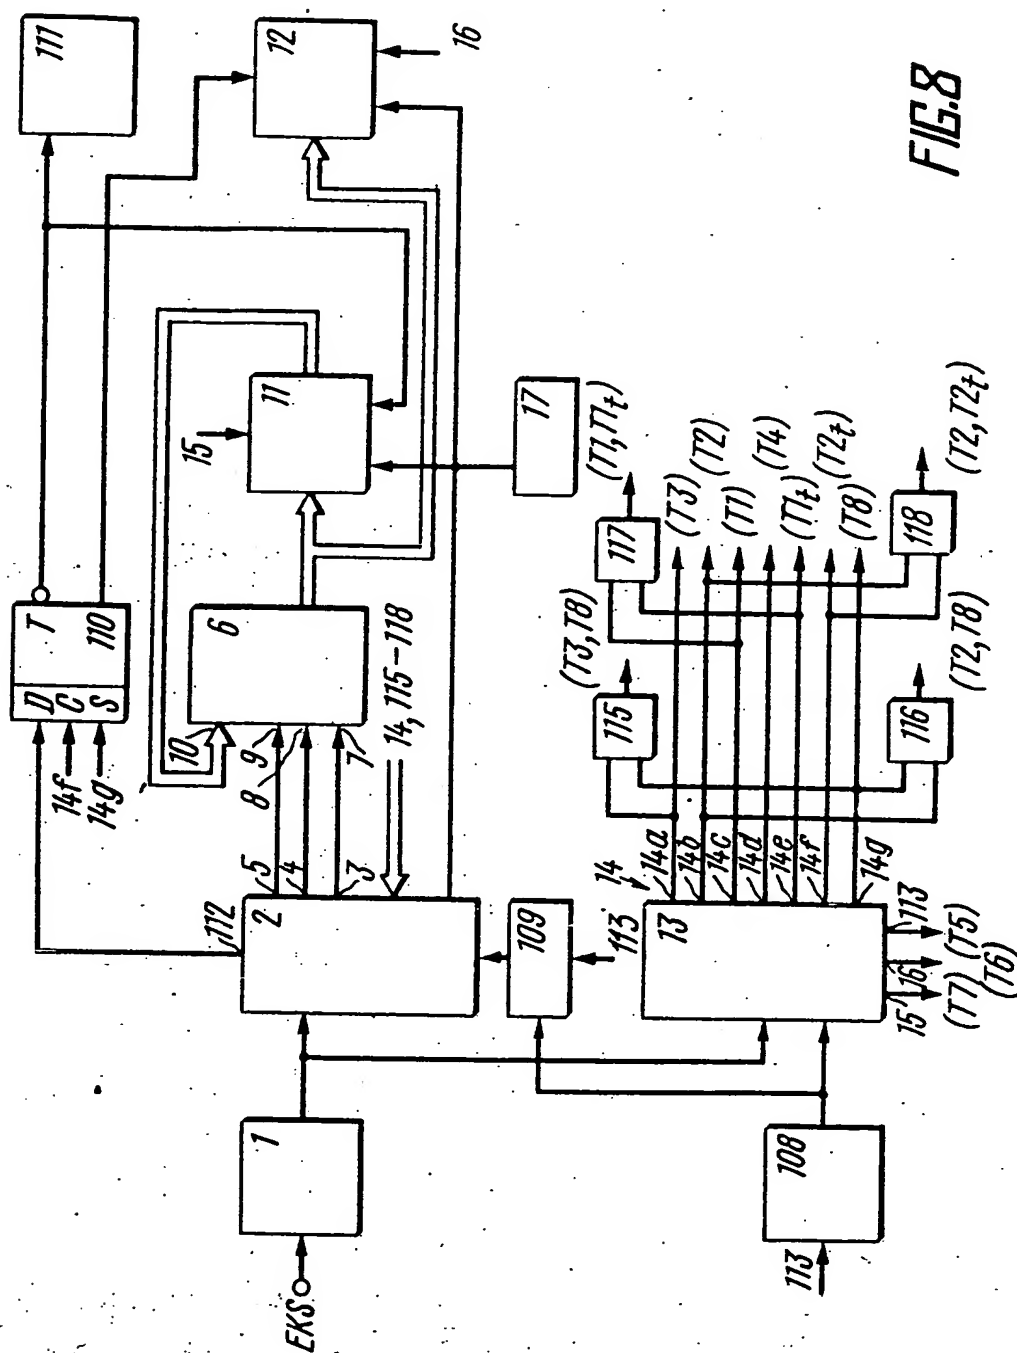 111
12
16
T
D
C
S
110
14f
14g
15
11
17
10
6
9
8
7
14, 115-118
112
5
4
3
2
109
113
1
EKS
108
113
13
14
14a
14b
14c
14d
14e
14f
14g
113
(T5)
16
(T6)
15
(T7)
115
(T3, T8)
116
(T2, T8)
117
(T1, T1t)
118
(T2, T2t)
(T3)
(T2)
(T1)
(T4)
(T1t)
(T2t)
(T8)
FIG.8